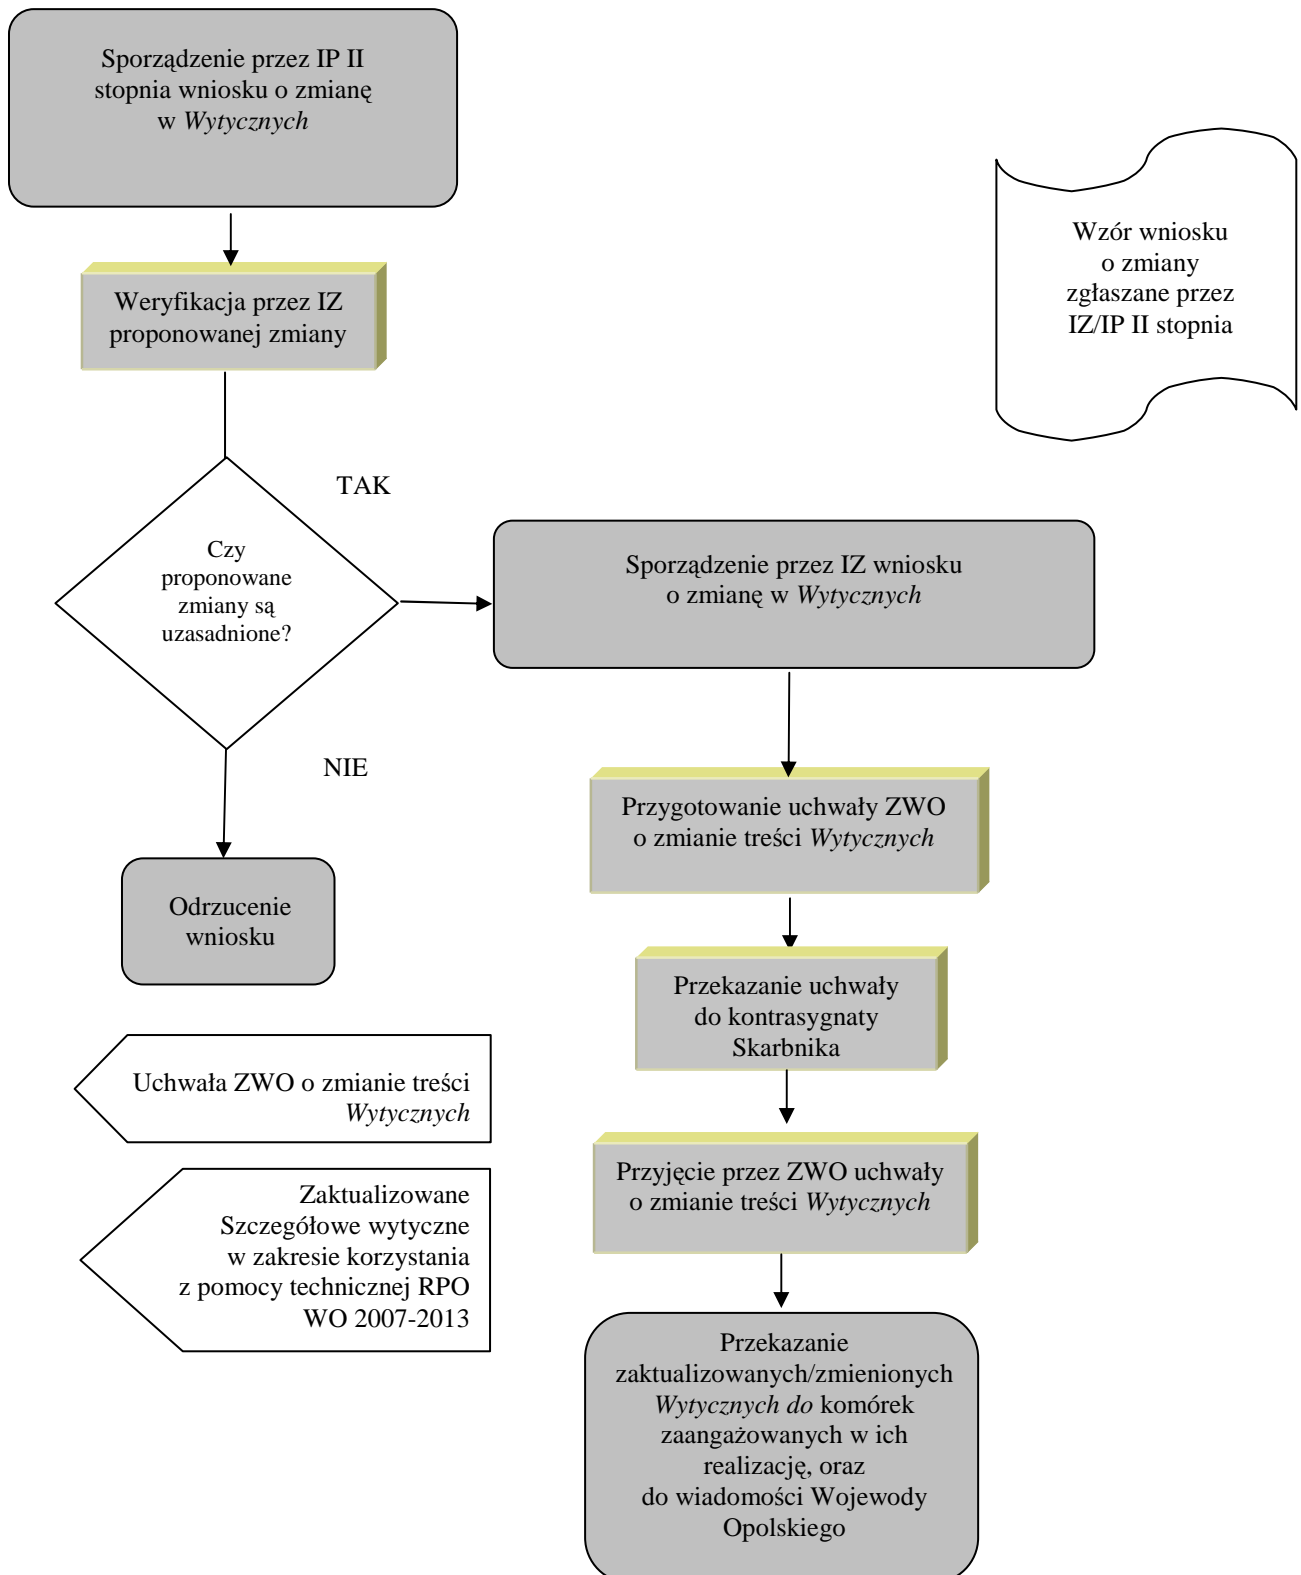 Sporządzenie przez IP II
stopnia wniosku o zmianę
w Wytycznych
Wzór wniosku
o zmiany
zgłaszane przez
IZ/IP II stopnia
Weryfikacja przez IZ
proponowanej zmiany
TAK
Czy
proponowane
zmiany są
uzasadnione?
Sporządzenie przez IZ wniosku
o zmianę w Wytycznych
NIE
Przygotowanie uchwały ZWO
o zmianie treści Wytycznych
Odrzucenie
wniosku
Przekazanie uchwały
do kontrasygnaty
Skarbnika
Uchwała ZWO o zmianie treści
Wytycznych
Przyjęcie przez ZWO uchwały
o zmianie treści Wytycznych
Zaktualizowane
Szczegółowe wytyczne
w zakresie korzystania
z pomocy technicznej RPO
WO 2007-2013
Przekazanie
zaktualizowanych/zmienionych
Wytycznych do komórek
zaangażowanych w ich
realizację, oraz
do wiadomości Wojewody
Opolskiego